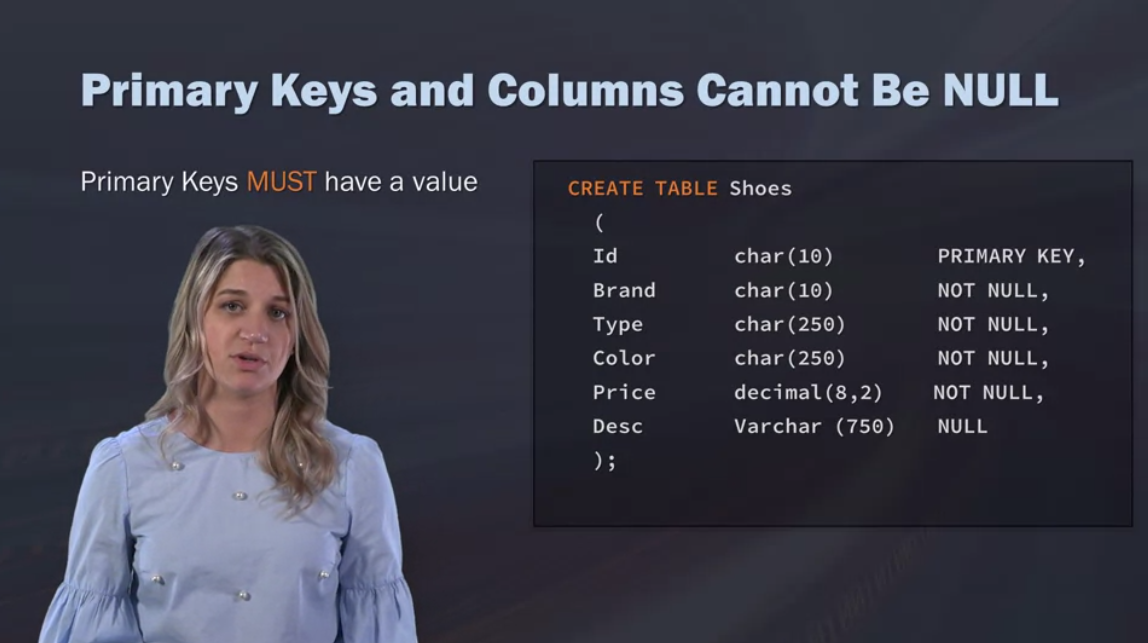 Primary Keys and Columns Cannot Be NULL
Primary Keys MUST have a value
CREATE TABLE Shoes
(
Id char(10) PRIMARY KEY,
Brand char(10) NOT NULL,
Type char(250) NOT NULL,
Color char(250) NOT NULL,
Price decimal(8,2) NOT NULL,
Desc Varchar (750) NULL
);